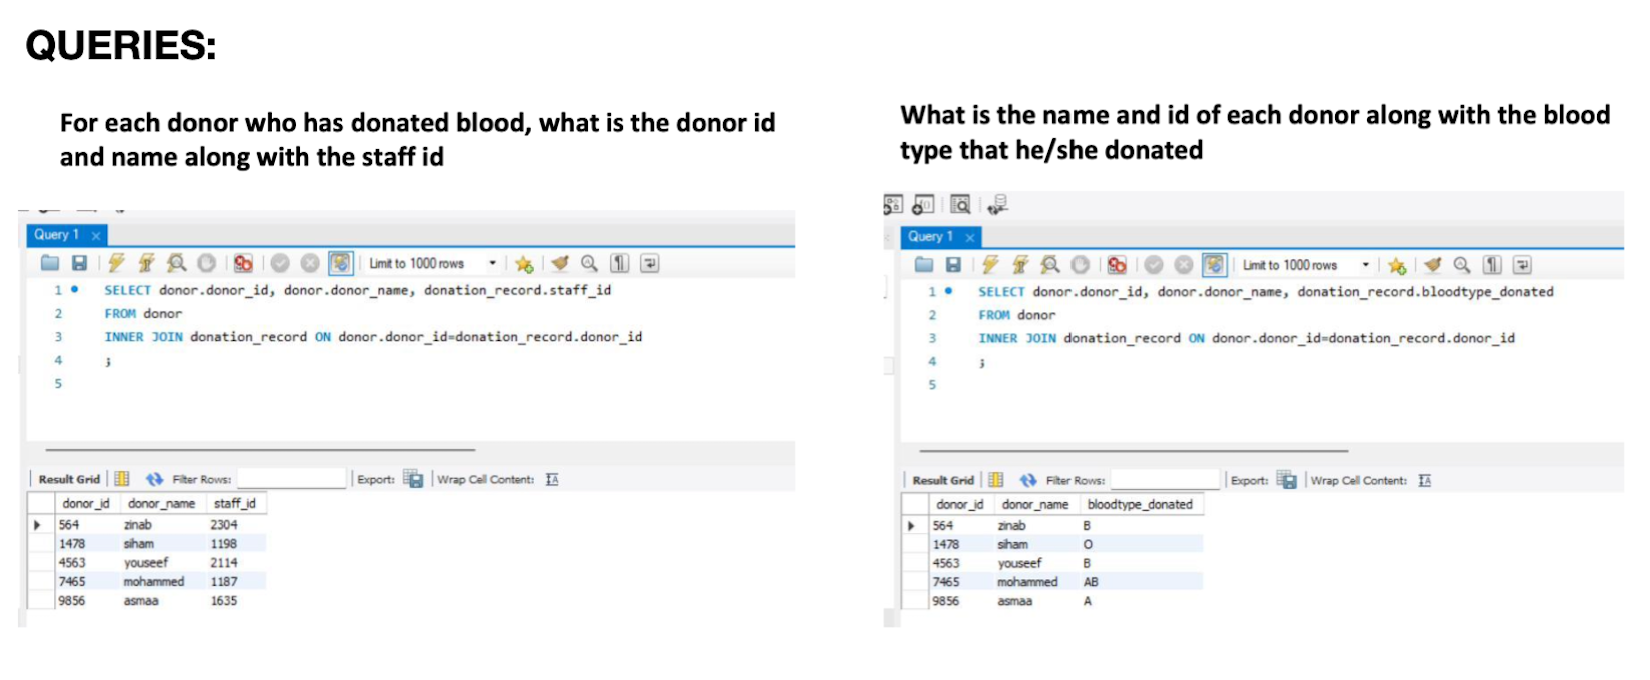 QUERIES:
For each donor who has donated blood, what is the donor id
and name along with the staff id
Query 1
Limit to 1000 rows
1 SELECT donor.donor_id, donor.donor_name, donation_record.staff_id
2 FROM donor
3 INNER JOIN donation_record ON donor.donor_id=donation_record.donor_id
4 ;
5
Result Grid Filter Rows: Export: Wrap Cell Content:
donor_id donor_name staff_id
564 zinab 2304
1478 siham 1198
4563 youseef 2114
7465 mohammed 1187
9856 asmaa 1635
What is the name and id of each donor along with the blood
type that he/she donated
Query 1
Limit to 1000 rows
1 SELECT donor.donor_id, donor.donor_name, donation_record.bloodtype_donated
2 FROM donor
3 INNER JOIN donation_record ON donor.donor_id=donation_record.donor_id
4 ;
5
Result Grid Filter Rows: Export: Wrap Cell Content:
donor_id donor_name bloodtype_donated
564 zinab B
1478 siham O
4563 youseef B
7465 mohammed AB
9856 asmaa A